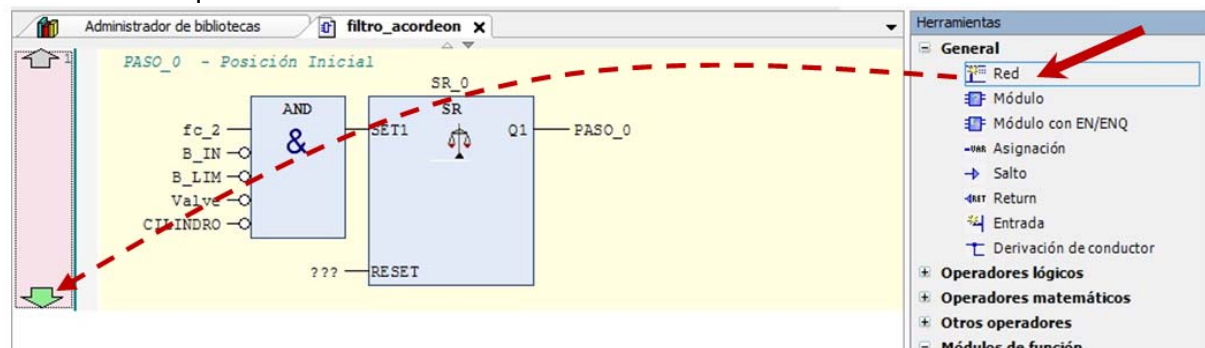 Administrador de bibliotecas
filtro_acordeon X
Herramientas
General
Red
Módulo
Módulo con EN/ENQ
VAR Asignación
Salto
RET Return
Entrada
Derivación de conductor
Operadores lógicos
Operadores matemáticos
Otros operadores
Módulos de función
1
PASO_0 - Posición Inicial
SR_0
AND
SR
fc_2
&
SET1
Q1
PASO_0
B_IN
B_LIM
Valve
CILINDRO
???
RESET